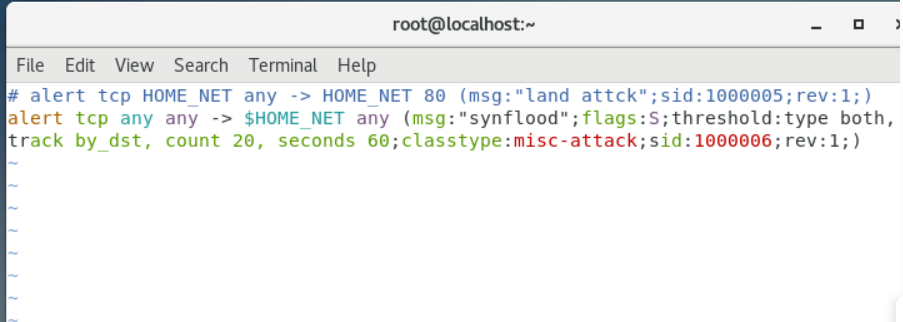 root@localhost:~
File Edit View Search Terminal Help
# alert tcp HOME_NET any -> HOME_NET 80 (msg:"land attck";sid:1000005;rev:1;)
alert tcp any any -> $HOME_NET any (msg:"synflood";flags:S;threshold:type both,
track by_dst, count 20, seconds 60;classtype:misc-attack;sid:1000006;rev:1;)
~
~
~
~
~
~
~
~